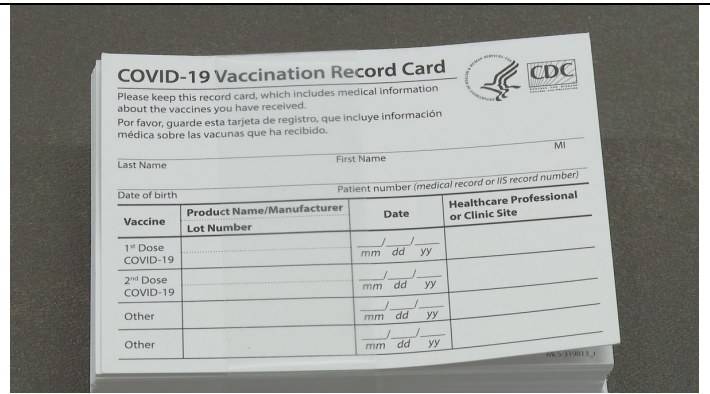 COVID-19 Vaccination Record Card
CDC
Please keep this record card, which includes medical information
about the vaccines you have received.
Por favor, guarde esta tarjeta de registro, que incluye información
médica sobre las vacunas que ha recibido.
Last Name First Name MI
Date of birth Patient number (medical record or IIS record number)
Vaccine Product Name/Manufacturer Date Healthcare Professional
Lot Number or Clinic Site
1st Dose
COVID-19 mm dd yy
2nd Dose
COVID-19 mm dd yy
Other mm dd yy
Other mm dd yy